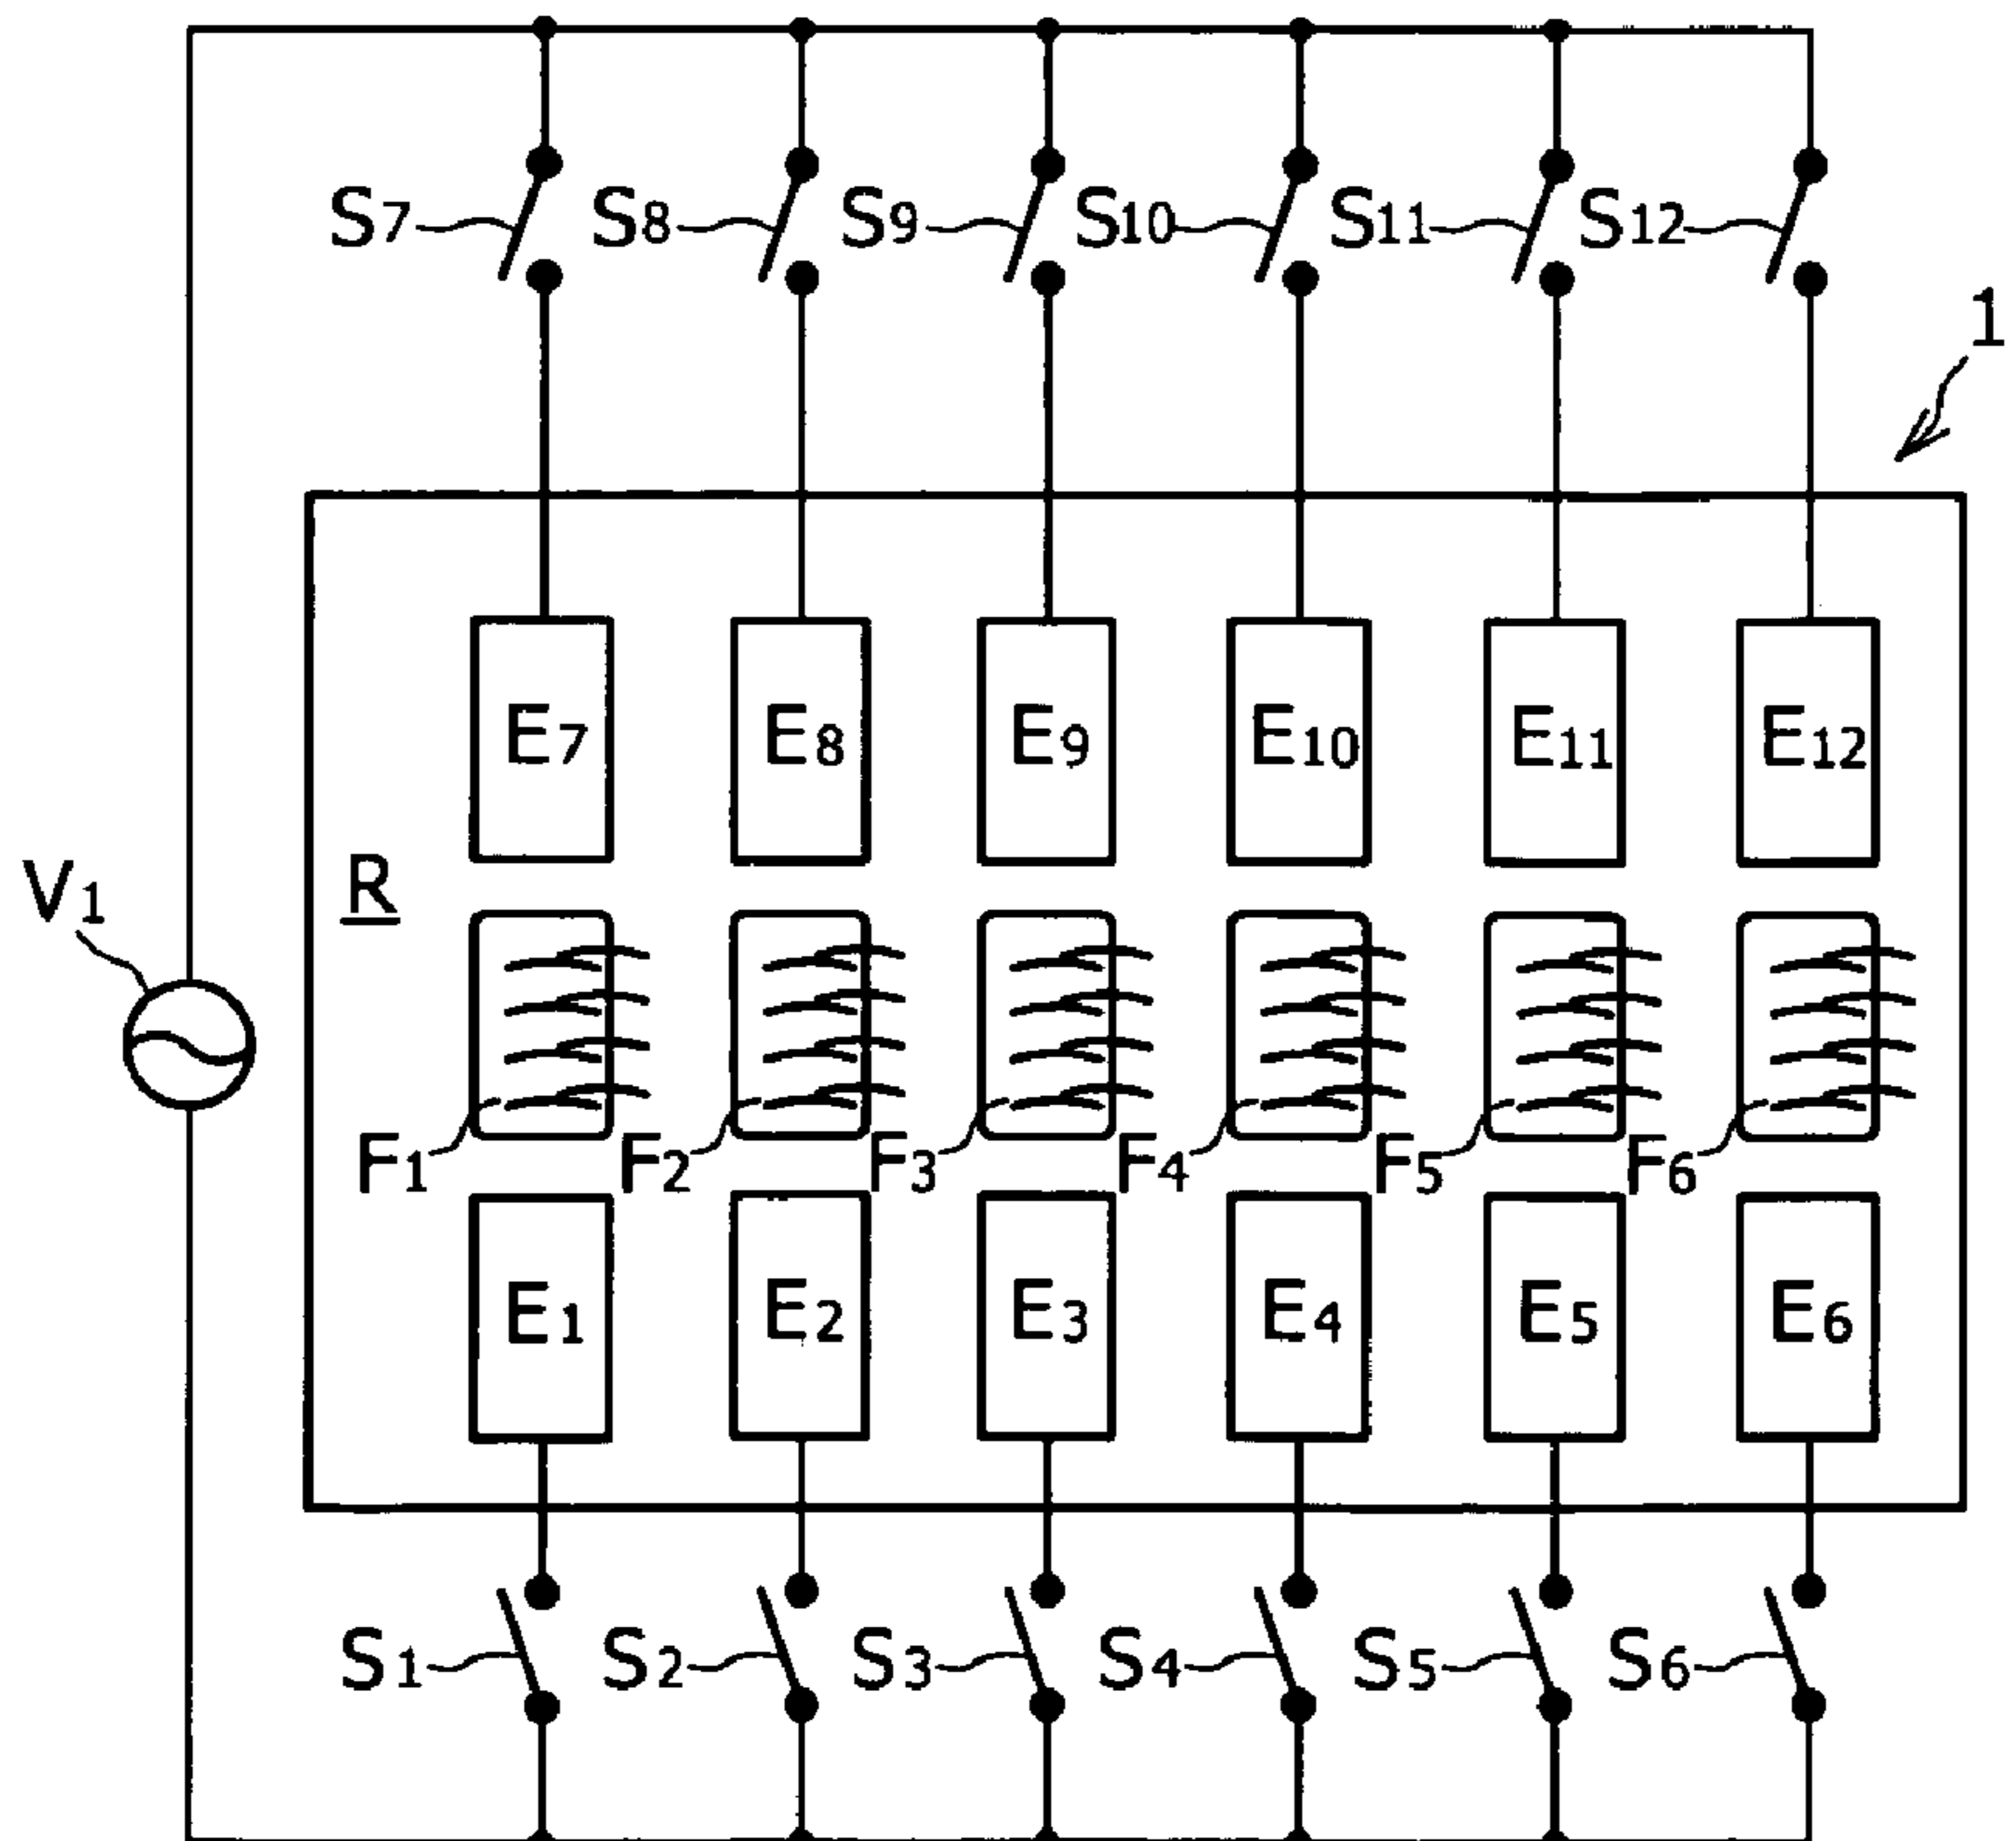 S7 S8 S9 S10 S11 S12
1
E7 E8 E9 E10 E11 E12
V1
R
F1 F2 F3 F4 F5 F6
E1 E2 E3 E4 E5 E6
S1 S2 S3 S4 S5 S6